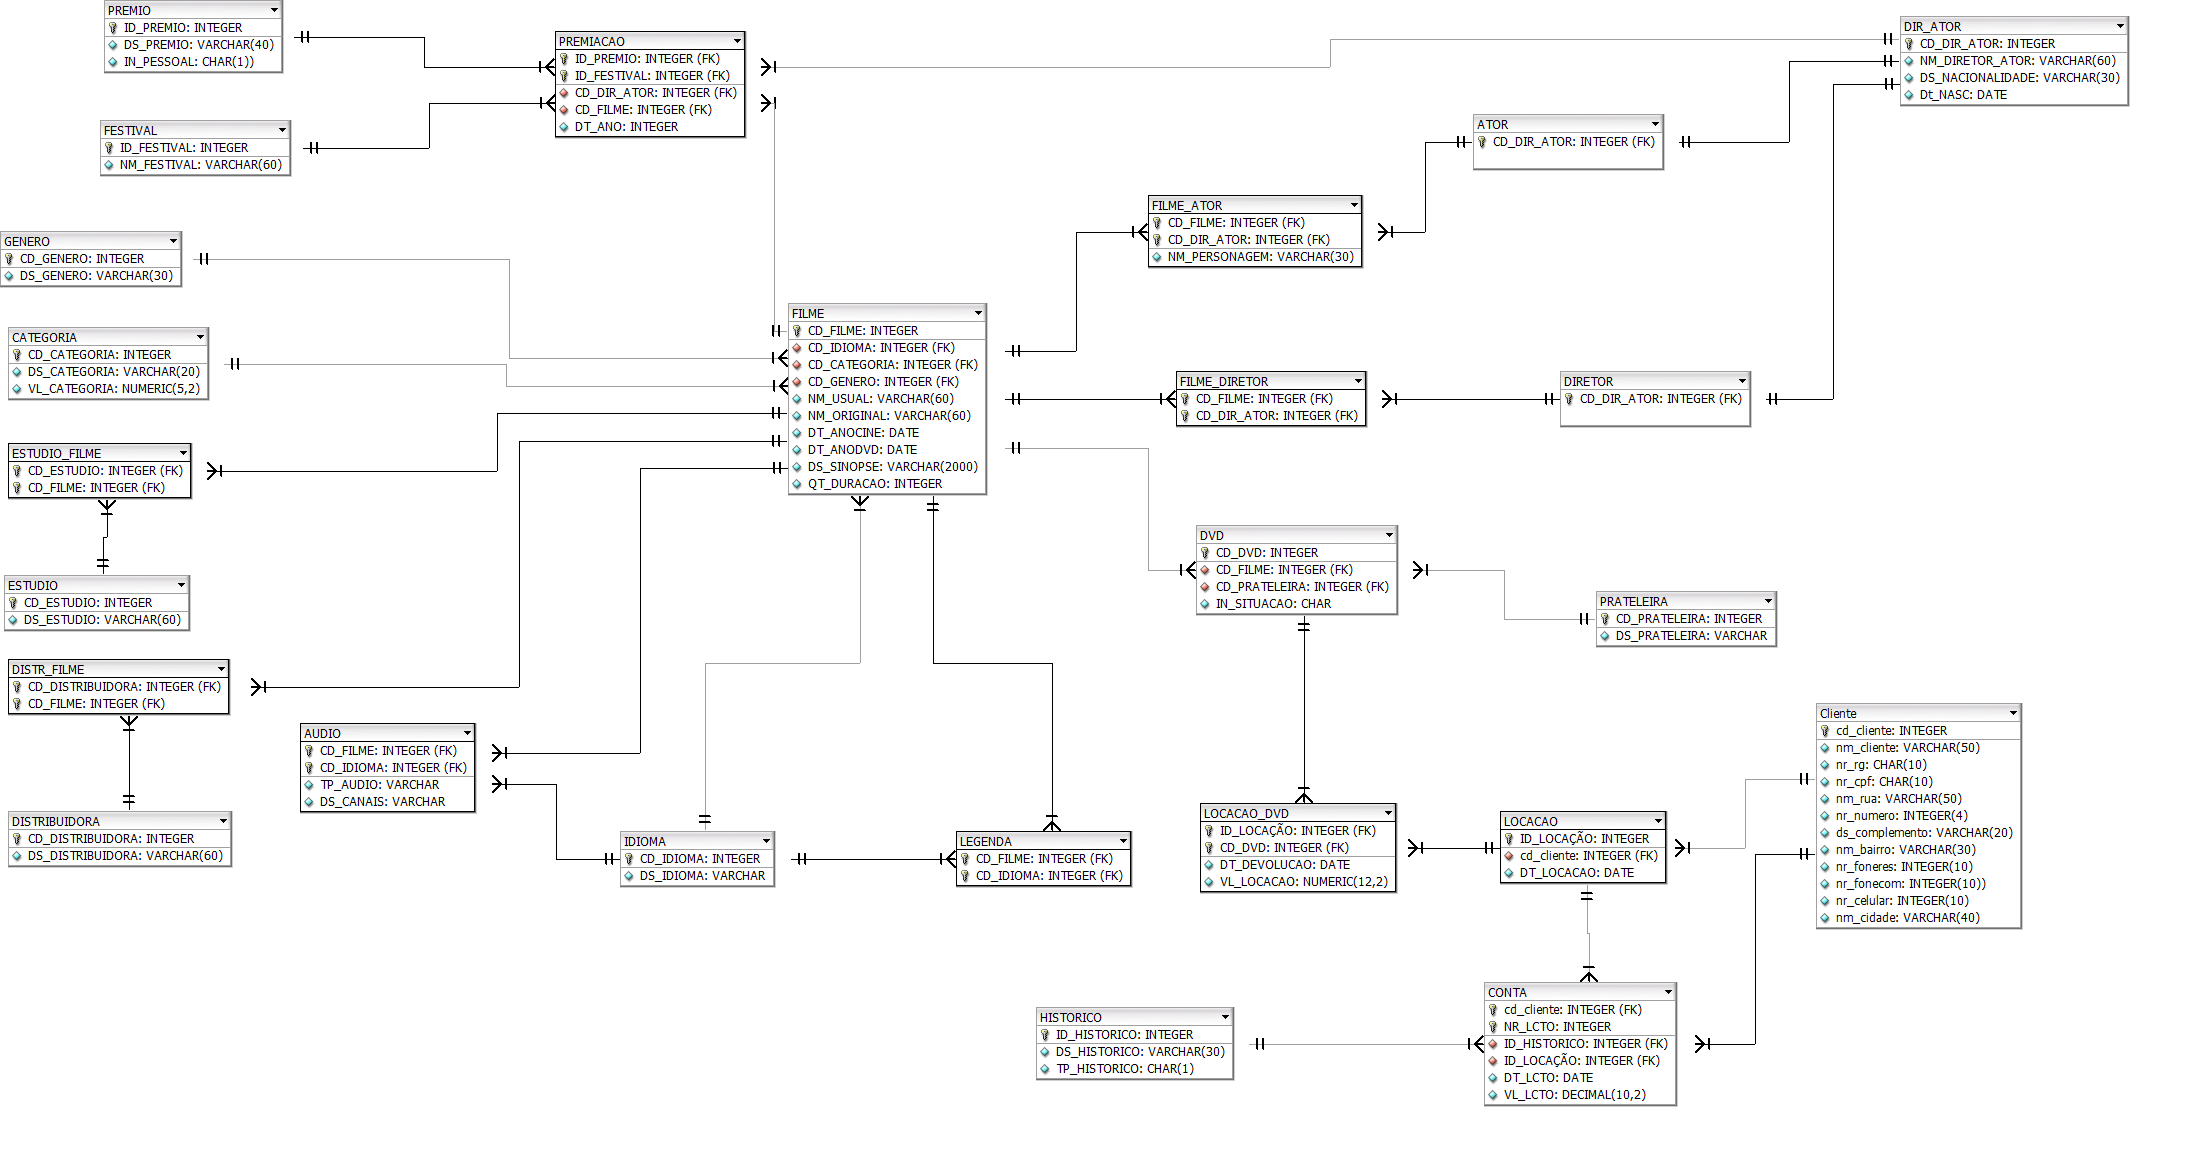 PREMIO
ID_PREMIO: INTEGER
DS_PREMIO: VARCHAR(40)
IN_PESSOAL: CHAR(1))
PREMIACAO
ID_PREMIO: INTEGER (FK)
ID_FESTIVAL: INTEGER (FK)
CD_DIR_ATOR: INTEGER (FK)
CD_FILME: INTEGER (FK)
DT_ANO: INTEGER
DIR_ATOR
CD_DIR_ATOR: INTEGER
NM_DIRETOR_ATOR: VARCHAR(60)
DS_NACIONALIDADE: VARCHAR(30)
Dt_NASC: DATE
FESTIVAL
ID_FESTIVAL: INTEGER
NM_FESTIVAL: VARCHAR(60)
ATOR
CD_DIR_ATOR: INTEGER (FK)
FILME_ATOR
CD_FILME: INTEGER (FK)
CD_DIR_ATOR: INTEGER (FK)
NM_PERSONAGEM: VARCHAR(30)
GENERO
CD_GENERO: INTEGER
DS_GENERO: VARCHAR(30)
CATEGORIA
CD_CATEGORIA: INTEGER
DS_CATEGORIA: VARCHAR(20)
VL_CATEGORIA: NUMERIC(5,2)
FILME
CD_FILME: INTEGER
CD_IDIOMA: INTEGER (FK)
CD_CATEGORIA: INTEGER (FK)
CD_GENERO: INTEGER (FK)
NM_USUAL: VARCHAR(60)
NM_ORIGINAL: VARCHAR(60)
DT_ANOCINE: DATE
DT_ANODVD: DATE
DS_SINOPSE: VARCHAR(2000)
QT_DURACAO: INTEGER
FILME_DIRETOR
CD_FILME: INTEGER (FK)
CD_DIR_ATOR: INTEGER (FK)
DIRETOR
CD_DIR_ATOR: INTEGER (FK)
ESTUDIO_FILME
CD_ESTUDIO: INTEGER (FK)
CD_FILME: INTEGER (FK)
ESTUDIO
CD_ESTUDIO: INTEGER
DS_ESTUDIO: VARCHAR(60)
DVD
CD_DVD: INTEGER
CD_FILME: INTEGER (FK)
CD_PRATELEIRA: INTEGER (FK)
IN_SITUACAO: CHAR
PRATELEIRA
CD_PRATELEIRA: INTEGER
DS_PRATELEIRA: VARCHAR
DISTR_FILME
CD_DISTRIBUIDORA: INTEGER (FK)
CD_FILME: INTEGER (FK)
AUDIO
CD_FILME: INTEGER (FK)
CD_IDIOMA: INTEGER (FK)
TP_AUDIO: VARCHAR
DS_CANAIS: VARCHAR
DISTRIBUIDORA
CD_DISTRIBUIDORA: INTEGER
DS_DISTRIBUIDORA: VARCHAR(60)
IDIOMA
CD_IDIOMA: INTEGER
DS_IDIOMA: VARCHAR
LEGENDA
CD_FILME: INTEGER (FK)
CD_IDIOMA: INTEGER (FK)
LOCACAO_DVD
ID_LOCAÇÃO: INTEGER (FK)
CD_DVD: INTEGER (FK)
DT_DEVOLUCAO: DATE
VL_LOCACAO: NUMERIC(12,2)
LOCACAO
ID_LOCAÇÃO: INTEGER
cd_cliente: INTEGER (FK)
DT_LOCACAO: DATE
Cliente
cd_cliente: INTEGER
nm_cliente: VARCHAR(50)
nr_rg: CHAR(10)
nr_cpf: CHAR(10)
nm_rua: VARCHAR(50)
nr_numero: INTEGER(4)
ds_complemento: VARCHAR(20)
nm_bairro: VARCHAR(30)
nr_foneres: INTEGER(10)
nr_fonecom: INTEGER(10))
nr_celular: INTEGER(10)
nm_cidade: VARCHAR(40)
HISTORICO
ID_HISTORICO: INTEGER
DS_HISTORICO: VARCHAR(30)
TP_HISTORICO: CHAR(1)
CONTA
cd_cliente: INTEGER (FK)
NR_LCTO: INTEGER
ID_HISTORICO: INTEGER (FK)
ID_LOCAÇÃO: INTEGER (FK)
DT_LCTO: DATE
VL_LCTO: DECIMAL(10,2)